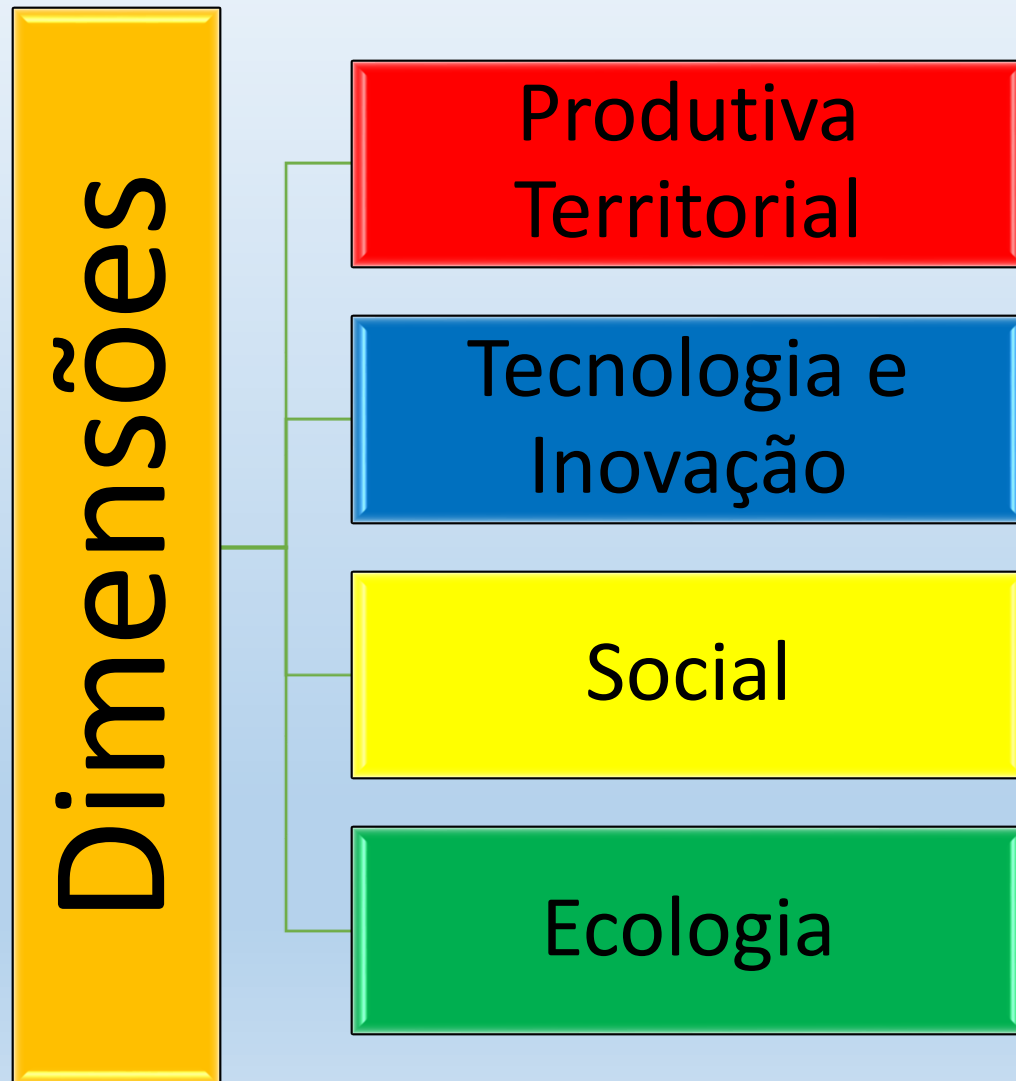 Dimensões
Produtiva
Territorial
Tecnologia e
Inovação
Social
Ecologia